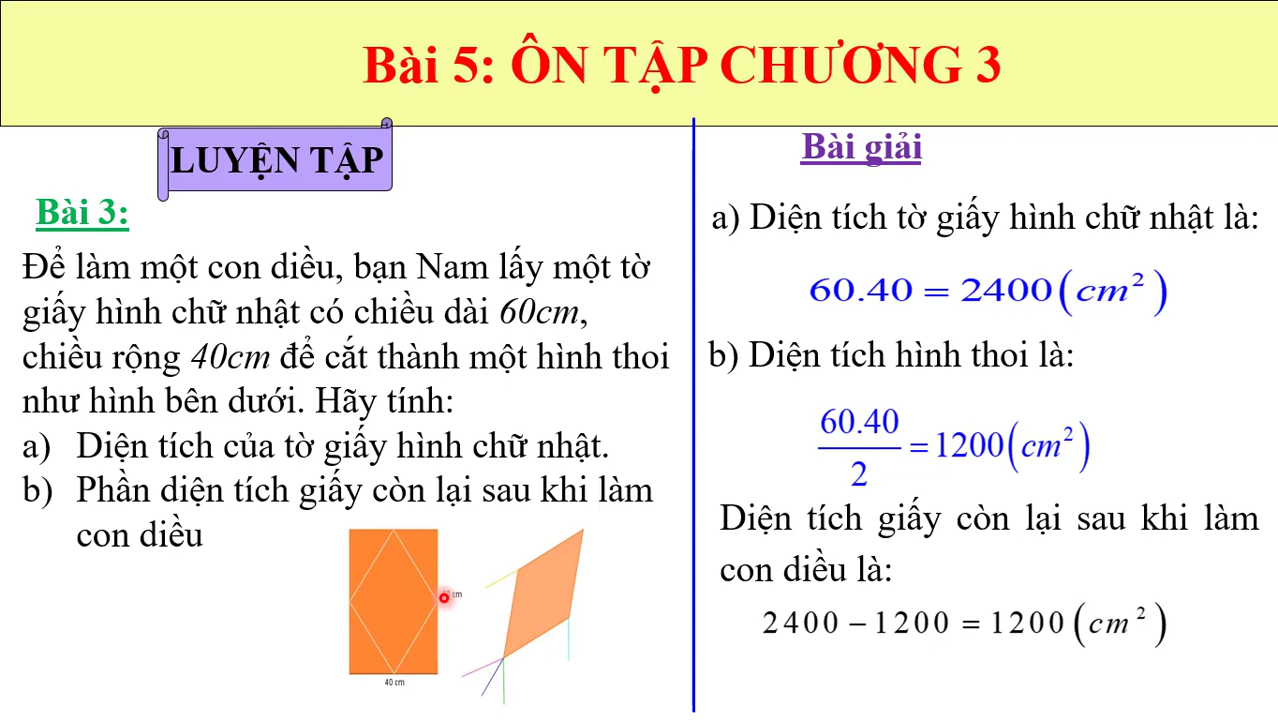 Bài 5: ÔN TẬP CHƯƠNG 3
LUYỆN TẬP
Bài 3:
Để làm một con diều, bạn Nam lấy một tờ
giấy hình chữ nhật có chiều dài 60cm,
chiều rộng 40cm để cắt thành một hình thoi
như hình bên dưới. Hãy tính:
a) Diện tích của tờ giấy hình chữ nhật.
b) Phần diện tích giấy còn lại sau khi làm
con diều
cm
40 cm
Bài giải
a) Diện tích tờ giấy hình chữ nhật là:
60.40 = 2400(cm²)
b) Diện tích hình thoi là:
60.40
2
= 1200(cm²)
Diện tích giấy còn lại sau khi làm
con diều là:
2400 − 1200 = 1200(cm²)